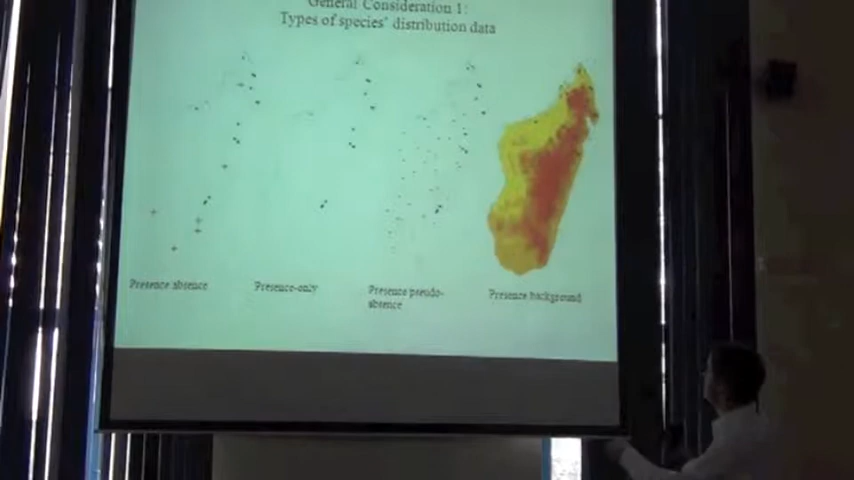 General Consideration 1:
Types of species' distribution data
Presence absence
Presence-only
Presence pseudo-
absence
Presence background